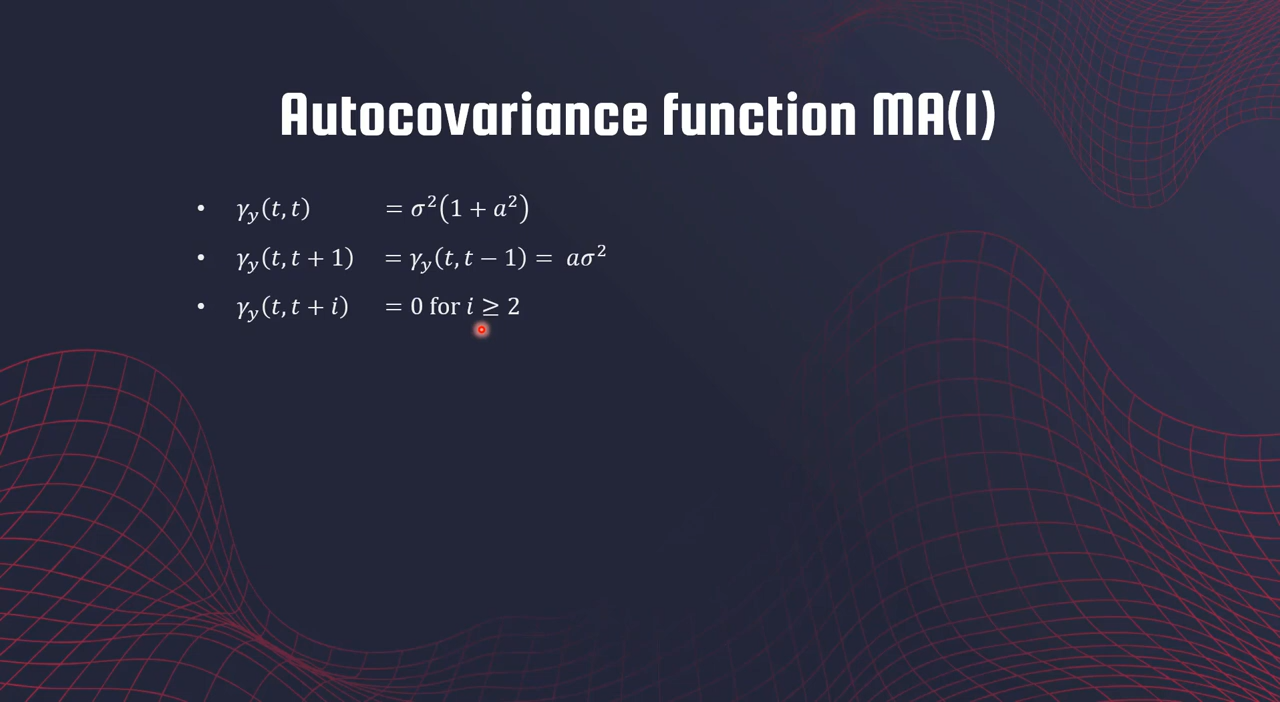 Autocovariance function MA(1)
• γ_y(t, t) = σ²(1 + a²)
• γ_y(t, t + 1) = γ_y(t, t − 1) = aσ²
• γ_y(t, t + i) = 0 for i ≥ 2